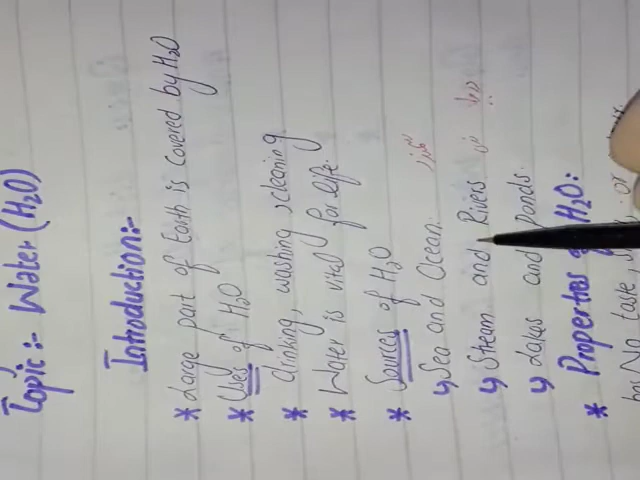 Topic:- Water (H2O)
Introduction:-
* Large part of Earth is covered by H2O
* Uses of H2O
* drinking, washing, cleaning
* Water is vital for life.
* Sources of H2O
↳ Sea and Ocean.
↳ Steam and Rivers
↳ Lakes and Ponds.
* Properties of H2O:
No taste,